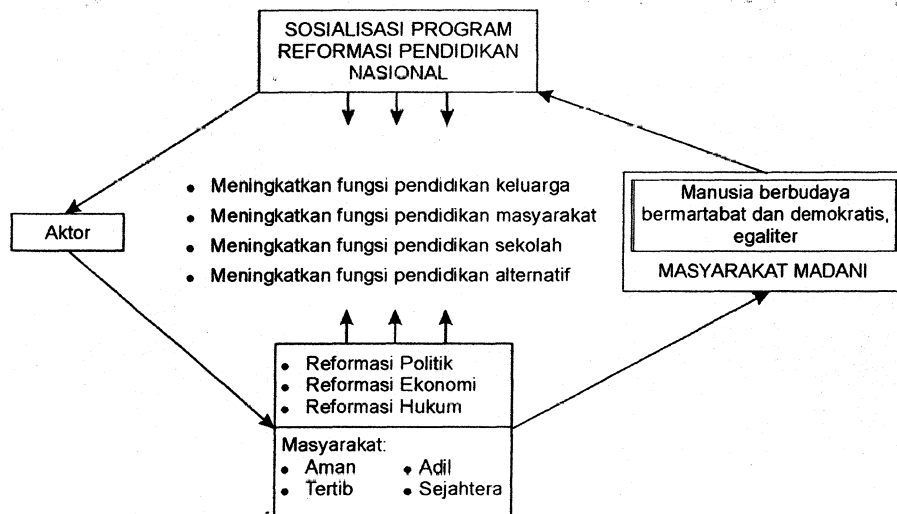 SOSIALISASI PROGRAM
REFORMASI PENDIDIKAN
NASIONAL
• Meningkatkan fungsi pendidikan keluarga
• Meningkatkan fungsi pendidikan masyarakat
• Meningkatkan fungsi pendidikan sekolah
• Meningkatkan fungsi pendidikan alternatif
Aktor
Manusia berbudaya
bermartabat dan demokratis,
egaliter
MASYARAKAT MADANI
• Reformasi Politik
• Reformasi Ekonomi
• Reformasi Hukum
Masyarakat:
• Aman • Adil
• Tertib • Sejahtera